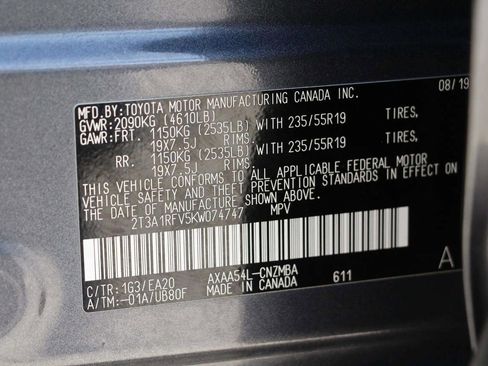 MFD.BY:TOYOTA MOTOR MANUFACTURING CANADA INC. 08/19
GVWR:2090KG (4610LB)
GAWR:FRT. 1150KG (2535LB) WITH 235/55R19 TIRES,
19X7.5J RIMS,
RR. 1150KG (2535LB) WITH 235/55R19 TIRES,
19X7.5J RIMS,
THIS VEHICLE CONFORMS TO ALL APPLICABLE FEDERAL MOTOR
VEHICLE SAFETY AND THEFT PREVENTION STANDARDS IN EFFECT ON
THE DATE OF MANUFACTURE SHOWN ABOVE.
2T3A1RFV5KW074747 MPV
C/TR: 1G3/EA20 AXAA54L-CNZMBA A
A/TM: -01A/UB80F MADE IN CANADA 611